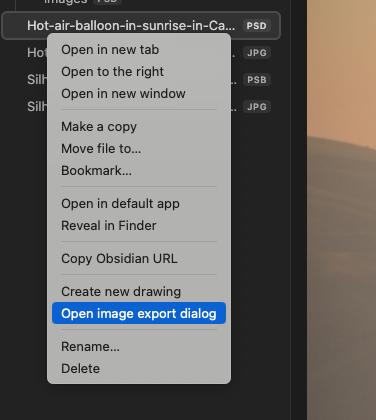 images PSB
Hot-air-balloon-in-sunrise-in-Ca... PSD
Open in new tab
Hot .. JPG
Open to the right
Silh .. PSB
Open in new window
Silh .. JPG
Make a copy
Move file to...
Bookmark...
Open in default app
Reveal in Finder
Copy Obsidian URL
Create new drawing
Open image export dialog
Rename...
Delete